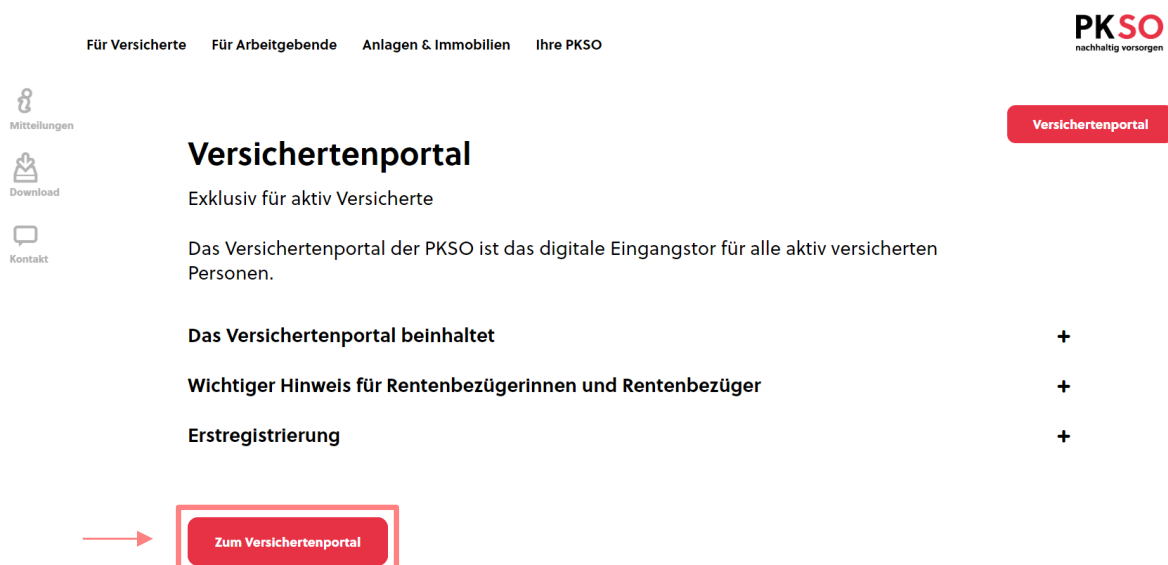 PKSO
nachhaltig vorsorgen
Für Versicherte Für Arbeitgebende Anlagen & Immobilien Ihre PKSO
Mitteilungen
Download
Kontakt
Versichertenportal
Versichertenportal
Exklusiv für aktiv Versicherte
Das Versichertenportal der PKSO ist das digitale Eingangstor für alle aktiv versicherten
Personen.
Das Versichertenportal beinhaltet +
Wichtiger Hinweis für Rentenbezügerinnen und Rentenbezüger +
Erstregistrierung +
Zum Versichertenportal